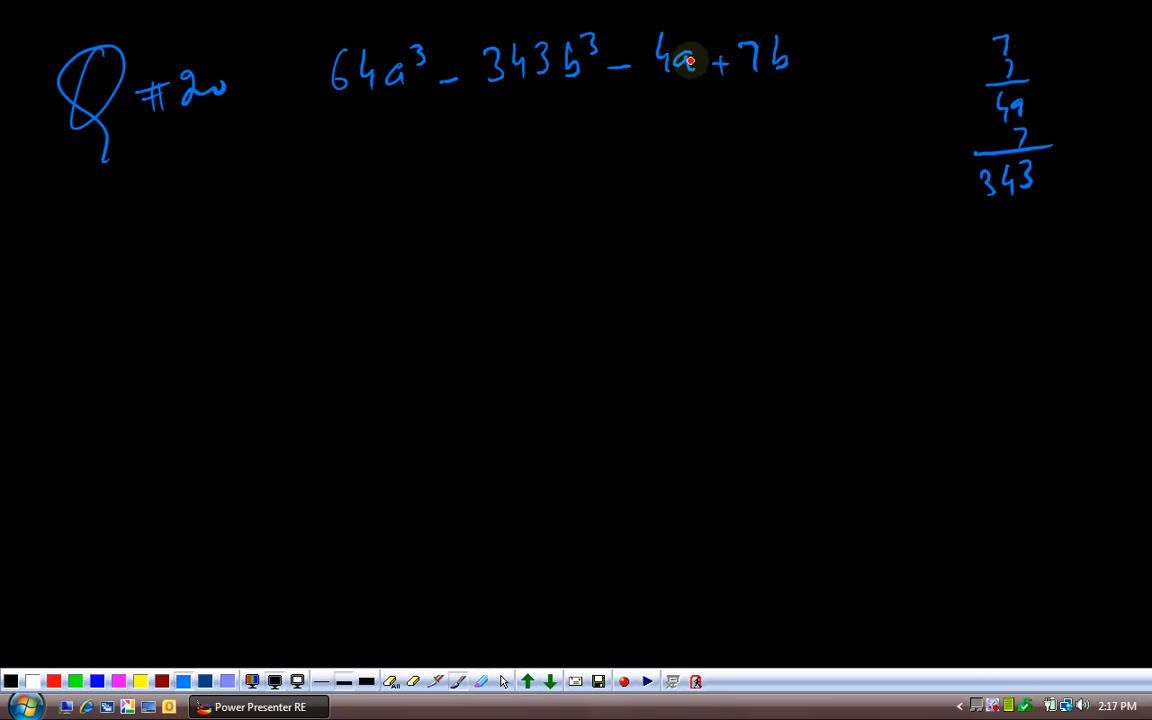 Q #20 64a³ - 343b³ - 4a + 7b
7
7
49
7
343
Power Presenter RE
2:17 PM